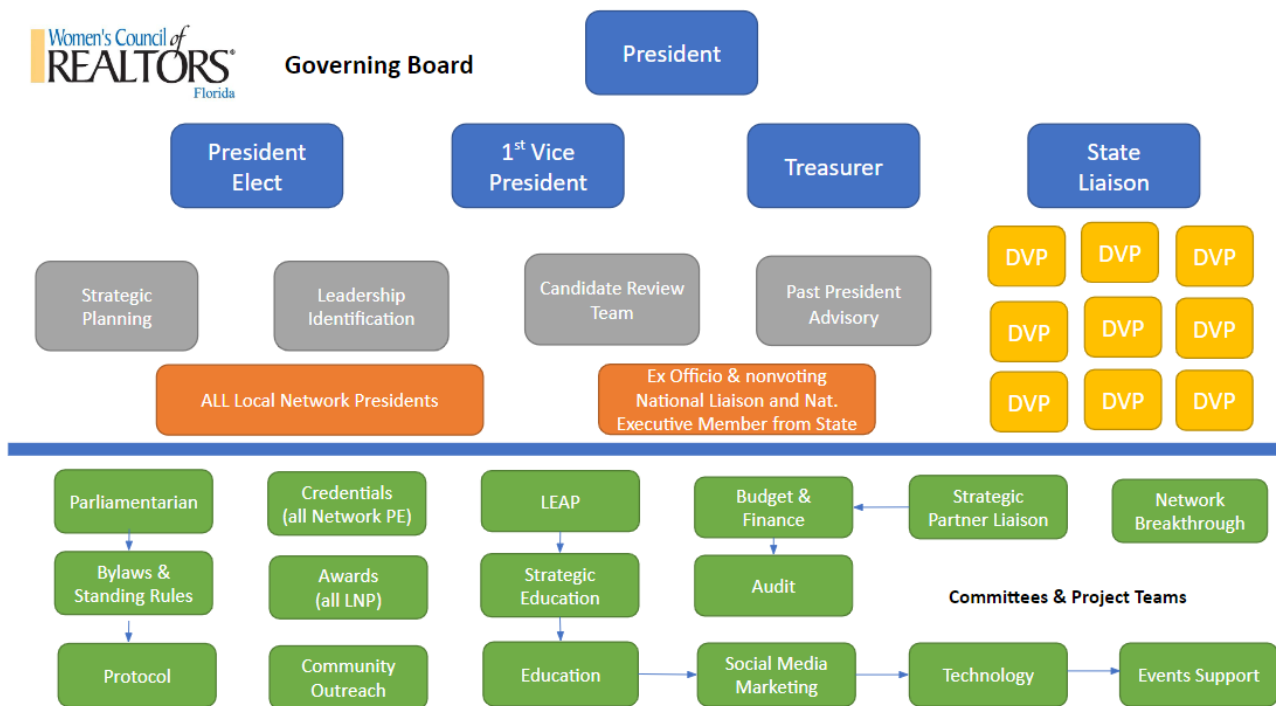 Women's Council of
REALTORS®
Florida
Governing Board
President
President
Elect
1st Vice
President
Treasurer
State
Liaison
Strategic
Planning
Leadership
Identification
Candidate Review
Team
Past President
Advisory
DVP
DVP
DVP
DVP
DVP
DVP
DVP
DVP
DVP
ALL Local Network Presidents
Ex Officio & nonvoting
National Liaison and Nat.
Executive Member from State
Parliamentarian
Credentials
(all Network PE)
LEAP
Budget &
Finance
Strategic
Partner Liaison
Network
Breakthrough
Bylaws &
Standing Rules
Awards
(all LNP)
Strategic
Education
Audit
Committees & Project Teams
Protocol
Community
Outreach
Education
Social Media
Marketing
Technology
Events Support